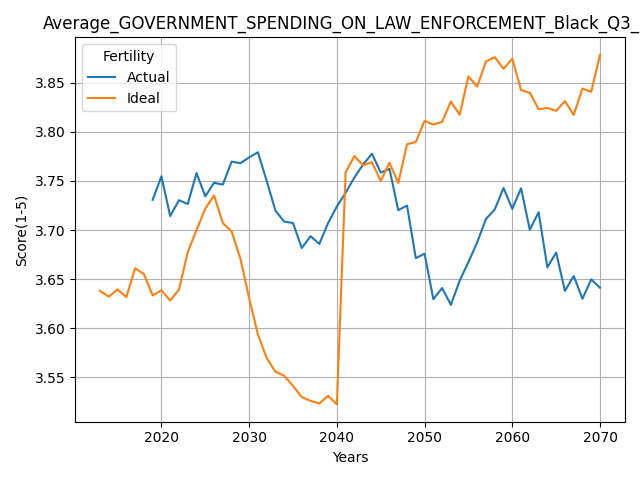 Average_GOVERNMENT_SPENDING_ON_LAW_ENFORCEMENT_Black_Q3_
Fertility
Actual
Ideal
3.85
3.80
3.75
3.70
3.65
3.60
3.55
Score(1-5)
2020 2030 2040 2050 2060 2070
Years